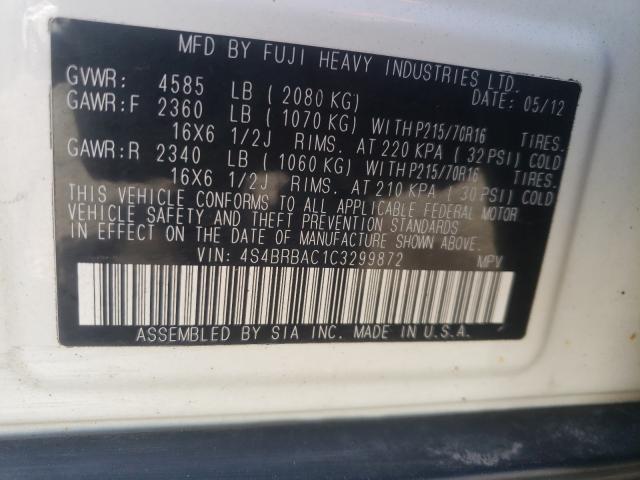 MFD BY FUJI HEAVY INDUSTRIES LTD.
GVWR: 4585 LB ( 2080 KG) DATE: 05/12
GAWR:F 2360 LB ( 1070 KG) WITH P215/70R16 TIRES.
16X6 1/2J RIMS. AT 220 KPA ( 32 PSI) COLD
GAWR:R 2340 LB ( 1060 KG) WITH P215/70R16 TIRES.
16X6 1/2J RIMS. AT 210 KPA ( 30 PSI) COLD
THIS VEHICLE CONFORMS TO ALL APPLICABLE FEDERAL MOTOR
VEHICLE SAFETY AND THEFT PREVENTION STANDARDS
IN EFFECT ON THE DATE OF MANUFACTURE SHOWN ABOVE.
VIN: 4S4BRBAC1C3299872 MPV
ASSEMBLED BY SIA INC. MADE IN U.S.A.